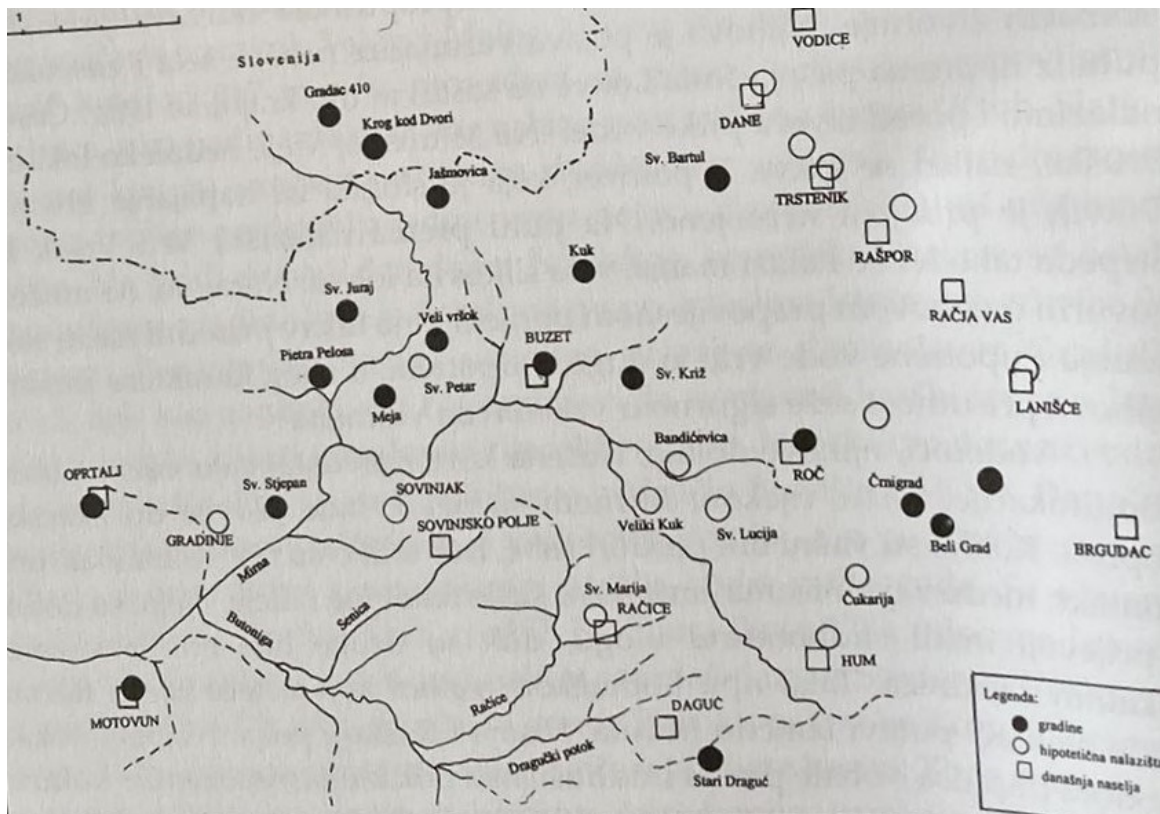 VODICE
Slovenija
Gradac 410
Krog kod Dvori
DANE
Jašmovica
Sv. Bartul
TRSTENIK
RAŠPOR
Kuk
Sv. Juraj
RAČJA VAS
Veli vršok
BUZET
Pietra Pelosa
Sv. Petar
Sv. Križ
Meja
LANIŠĆE
Bandičevica
OPRTALJ
ROČ
Sv. Stjepan
SOVINJAK
Črnigrad
SOVINJSKO POLJE
Veliki Kuk
Sv. Lucija
GRADINJE
Beli Grad
BRGUDAC
Mirna
Sv. Marija
RAČICE
Čukarija
Butoniga
Senica
HUM
Račice
DAGUĆ
MOTOVUN
Dragučki potok
Stari Draguć
Legenda:
gradine
hipotetična nalazišta
današnja naselja